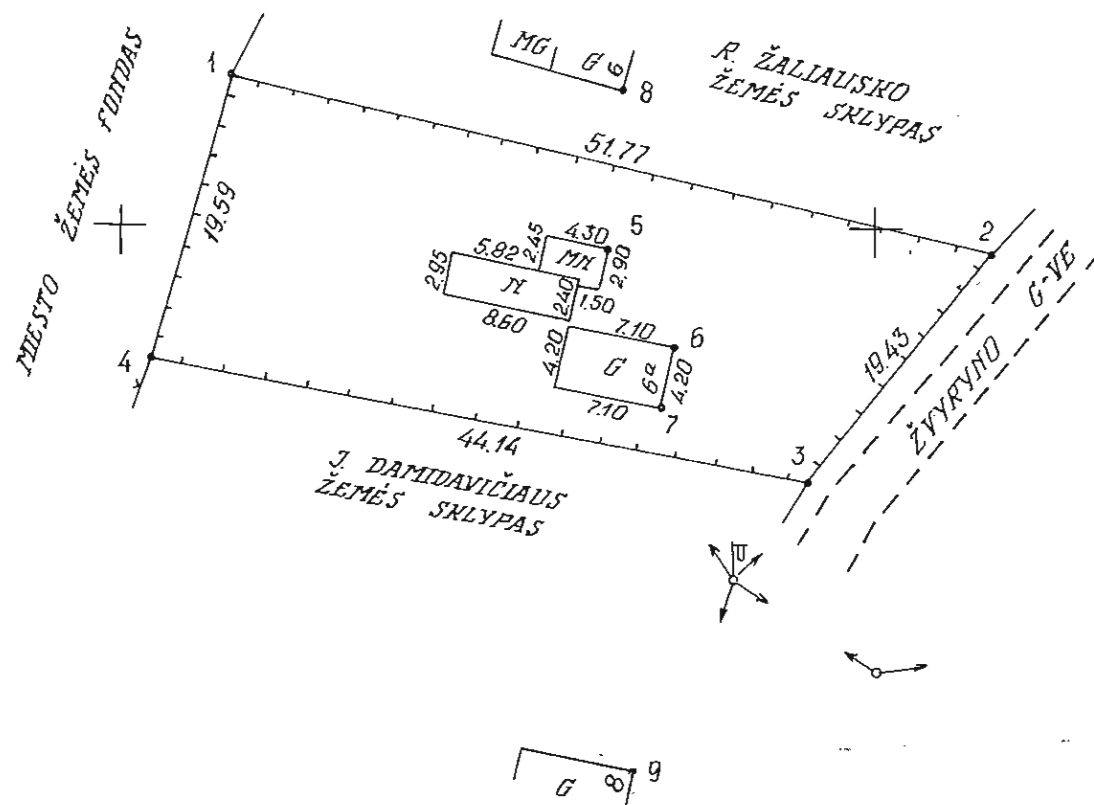 MG
G
6
8
R. ŽALIAUSKO
ŽEMĖS SKLYPAS
1
MIESTO ŽEMĖS FONDAS
51.77
19.59
2
5
4.30
2.45
MN
2.90
5.82
2.95
N
2.40
1.50
8.60
7.10
6
4.20
G
6a
4.20
7.10
7
4
44.14
3
19.43
ŽVYRYNO G-VĖ
J. DAMIDAVIČIAUS
ŽEMĖS SKLYPAS
G
8
9